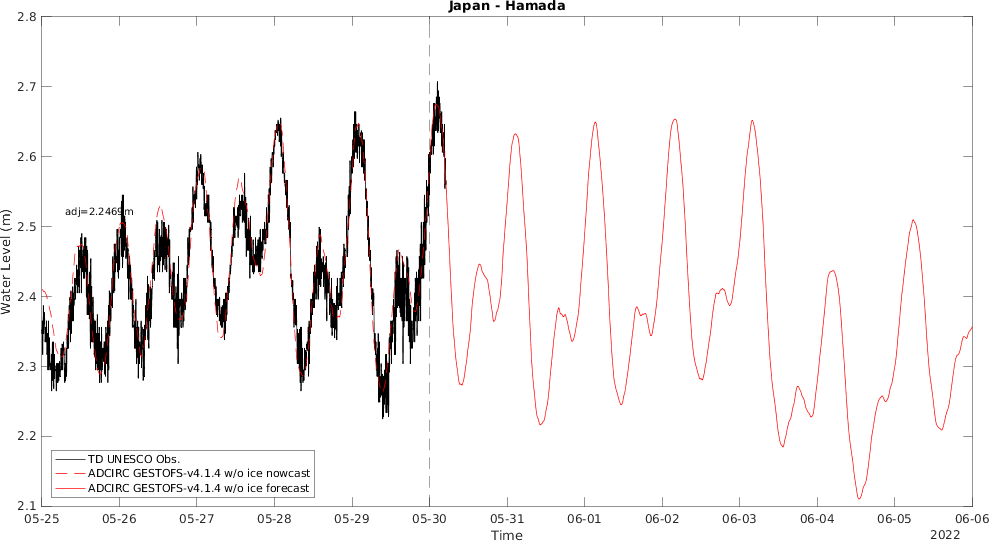 Japan - Hamada
Water Level (m)
2.8
2.7
2.6
2.5
2.4
2.3
2.2
2.1
adj=2.2469m
TD UNESCO Obs.
ADCIRC GESTOFS-v4.1.4 w/o ice nowcast
ADCIRC GESTOFS-v4.1.4 w/o ice forecast
05-25 05-26 05-27 05-28 05-29 05-30 05-31 06-01 06-02 06-03 06-04 06-05 06-06
Time
2022